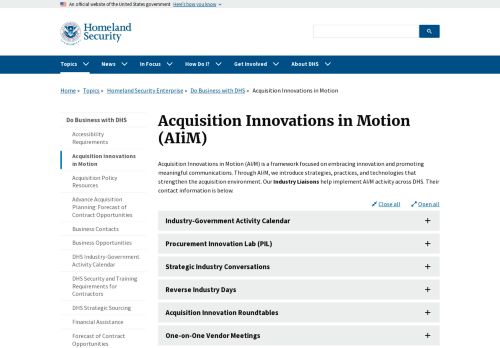 An official website of the United States government Here's how you know
Homeland
Security
Topics News In Focus How Do I? Get Involved About DHS
Home » Topics » Homeland Security Enterprise » Do Business with DHS » Acquisition Innovations in Motion
Do Business with DHS
Accessibility
Requirements
Acquisition Innovations
in Motion
Acquisition Policy
Resources
Advance Acquisition
Planning: Forecast of
Contract Opportunities
Business Contacts
Business Opportunities
DHS Industry-Government
Activity Calendar
DHS Security and Training
Requirements for
Contractors
DHS Strategic Sourcing
Financial Assistance
Forecast of Contract
Opportunities
Acquisition Innovations in Motion
(AIiM)
Acquisition Innovations in Motion (AIiM) is a framework focused on embracing innovation and promoting
meaningful communications. Through AIiM, we introduce strategies, practices, and technologies that
strengthen the acquisition environment. Our Industry Liaisons help implement AIiM activity across DHS. Their
contact information is below.
Close all Open all
Industry-Government Activity Calendar
Procurement Innovation Lab (PIL)
Strategic Industry Conversations
Reverse Industry Days
Acquisition Innovation Roundtables
One-on-One Vendor Meetings